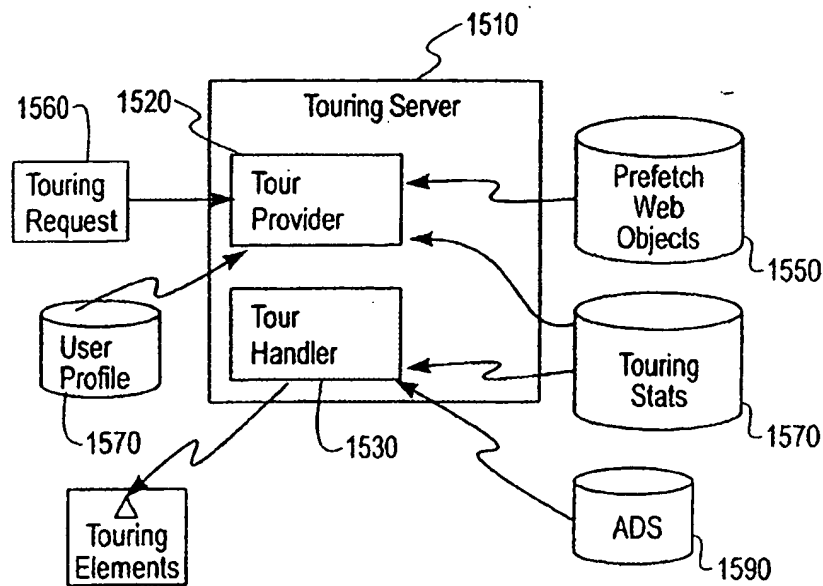 1510
1560
1520
Touring Server
Touring
Request
Tour
Provider
Prefetch
Web
Objects
1550
User
Profile
1570
Tour
Handler
1530
Touring
Stats
1570
Touring
Elements
ADS
1590